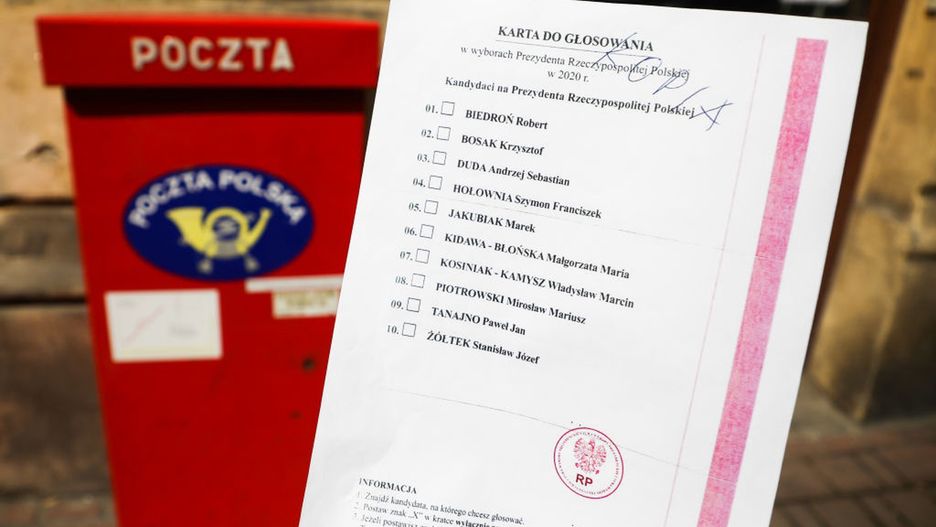 POCZTA
POCZTA POLSKA
KARTA DO GŁOSOWANIA
w wyborach Prezydenta Rzeczypospolitej Polskiej
w 2020 r.
KOPIA
Kandydaci na Prezydenta Rzeczypospolitej Polskiej
01. BIEDROŃ Robert
02. BOSAK Krzysztof
03. DUDA Andrzej Sebastian
04. HOŁOWNIA Szymon Franciszek
05. JAKUBIAK Marek
06. KIDAWA - BŁOŃSKA Małgorzata Maria
07. KOSINIAK - KAMYSZ Władysław Marcin
08. PIOTROWSKI Mirosław Mariusz
09. TANAJNO Paweł Jan
10. ŻÓŁTEK Stanisław Józef
RP
INFORMACJA
1. Znajdź kandydata, na którego chcesz głosować.
2. Postaw znak „X” w kratce wyłącznie
3. Jeżeli postawisz